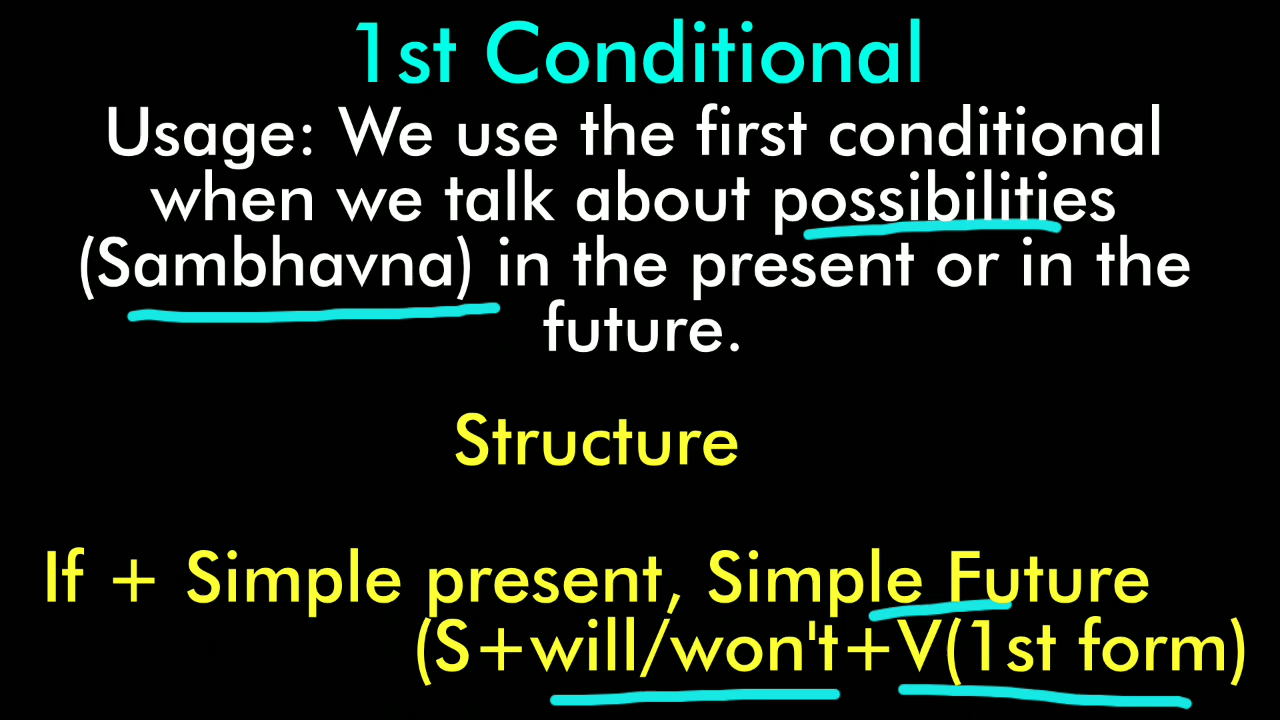 1st Conditional
Usage: We use the first conditional
when we talk about possibilities
(Sambhavna) in the present or in the
future.
Structure
If + Simple present, Simple Future
(S+will/won't+V(1st form)